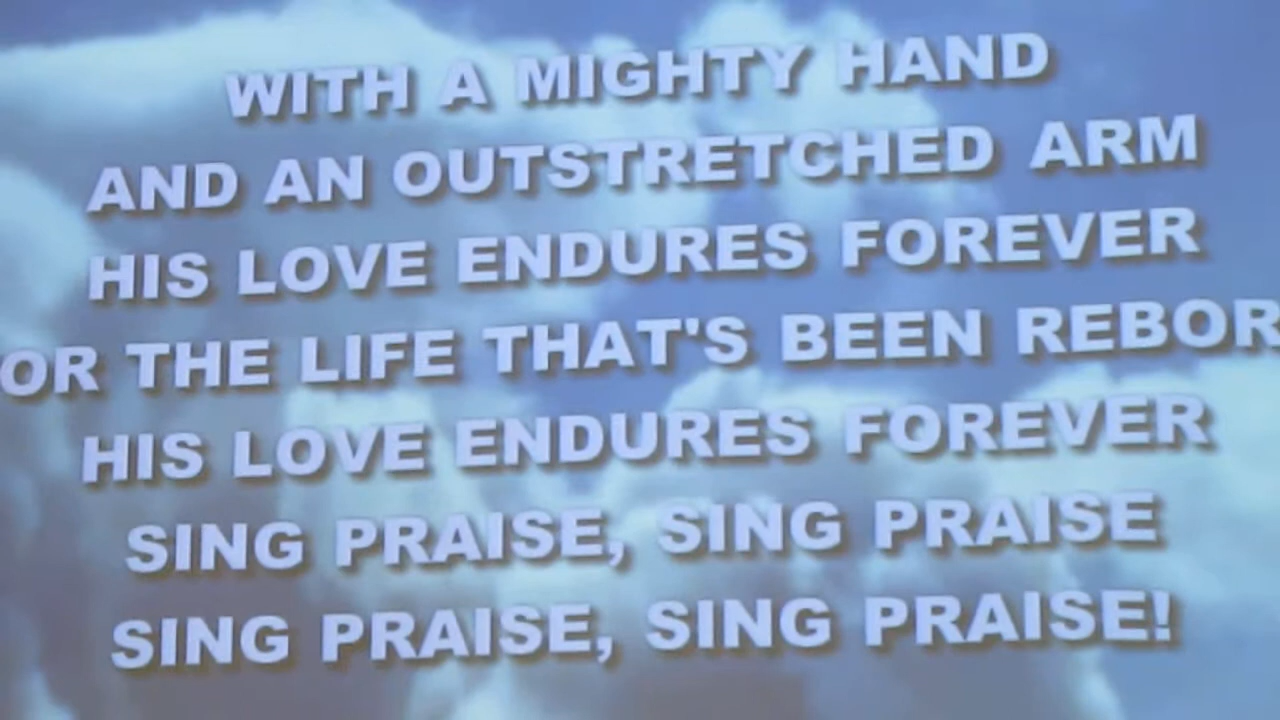 WITH A MIGHTY HAND
AND AN OUTSTRETCHED ARM
HIS LOVE ENDURES FOREVER
OR THE LIFE THAT'S BEEN REBOR
HIS LOVE ENDURES FOREVER
SING PRAISE, SING PRAISE
SING PRAISE, SING PRAISE!